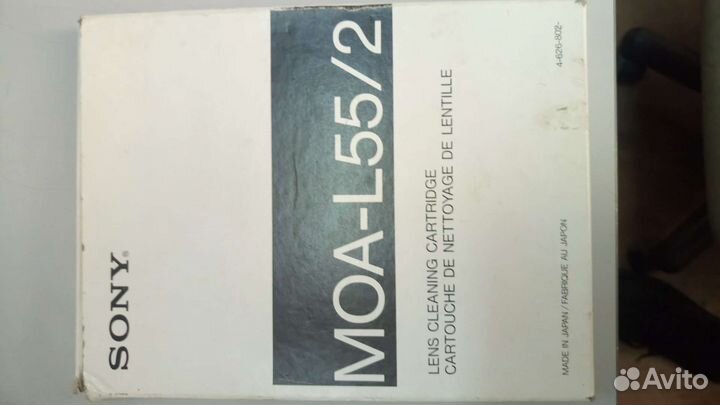 SONY®
MOA-L55/2
LENS CLEANING CARTRIDGE
CARTOUCHE DE NETTOYAGE DE LENTILLE
4-626-802-
MADE IN JAPAN/FABRIQUE AU JAPON
Avito